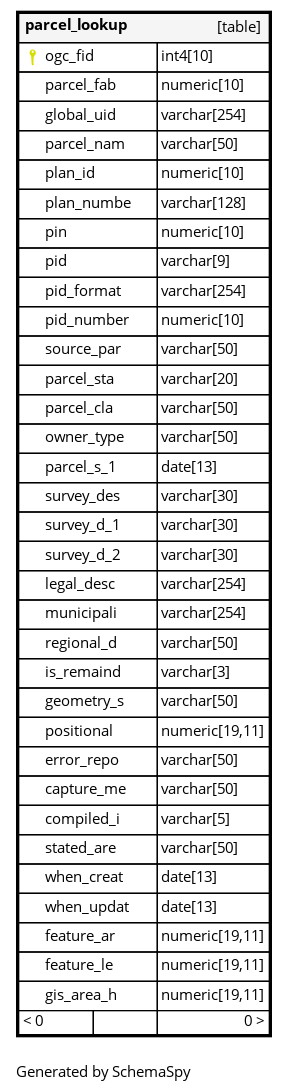 parcel_lookup [table]
ogc_fid int4[10]
parcel_fab numeric[10]
global_uid varchar[254]
parcel_nam varchar[50]
plan_id numeric[10]
plan_numbe varchar[128]
pin numeric[10]
pid varchar[9]
pid_format varchar[254]
pid_number numeric[10]
source_par varchar[50]
parcel_sta varchar[20]
parcel_cla varchar[50]
owner_type varchar[50]
parcel_s_1 date[13]
survey_des varchar[30]
survey_d_1 varchar[30]
survey_d_2 varchar[30]
legal_desc varchar[254]
municipali varchar[254]
regional_d varchar[50]
is_remaind varchar[3]
geometry_s varchar[50]
positional numeric[19,11]
error_repo varchar[50]
capture_me varchar[50]
compiled_i varchar[5]
stated_are varchar[50]
when_creat date[13]
when_updat date[13]
feature_ar numeric[19,11]
feature_le numeric[19,11]
gis_area_h numeric[19,11]
< 0 0 >
Generated by SchemaSpy